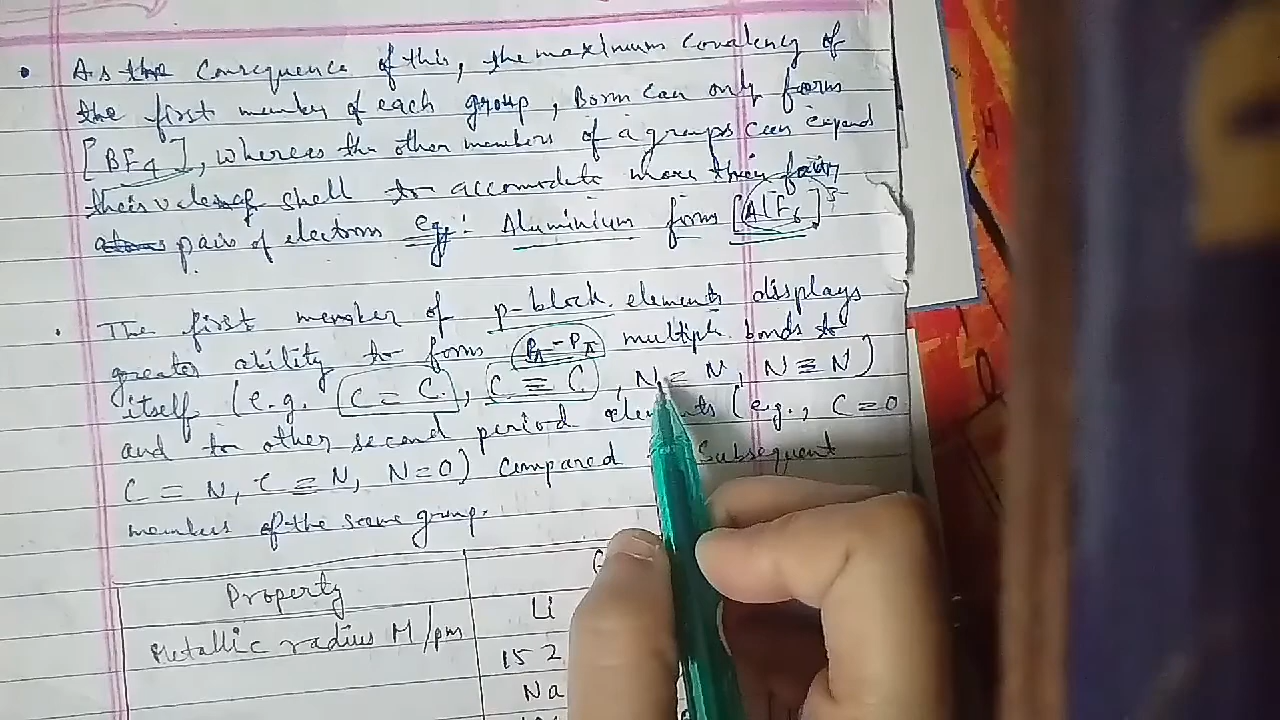 As the consequence of this, the maximum covalency of
the first member of each group, Boron can only form
[BF4], whereas the other members of a groups can expand
their valence shell to accomodate more than four
pairs of electrons eg: Aluminium forms [AlF6]3-
The first member of p-block elements displays
greater ability to form Pπ-Pπ multiple bonds to
itself (e.g. C = C, C ≡ C, N = N, N ≡ N)
and to other second period elements (e.g., C = O
C = N, C ≡ N, N = O) compared Subsequent
members of the same group.
Property
Metallic radius M/pm
Li
152
Na